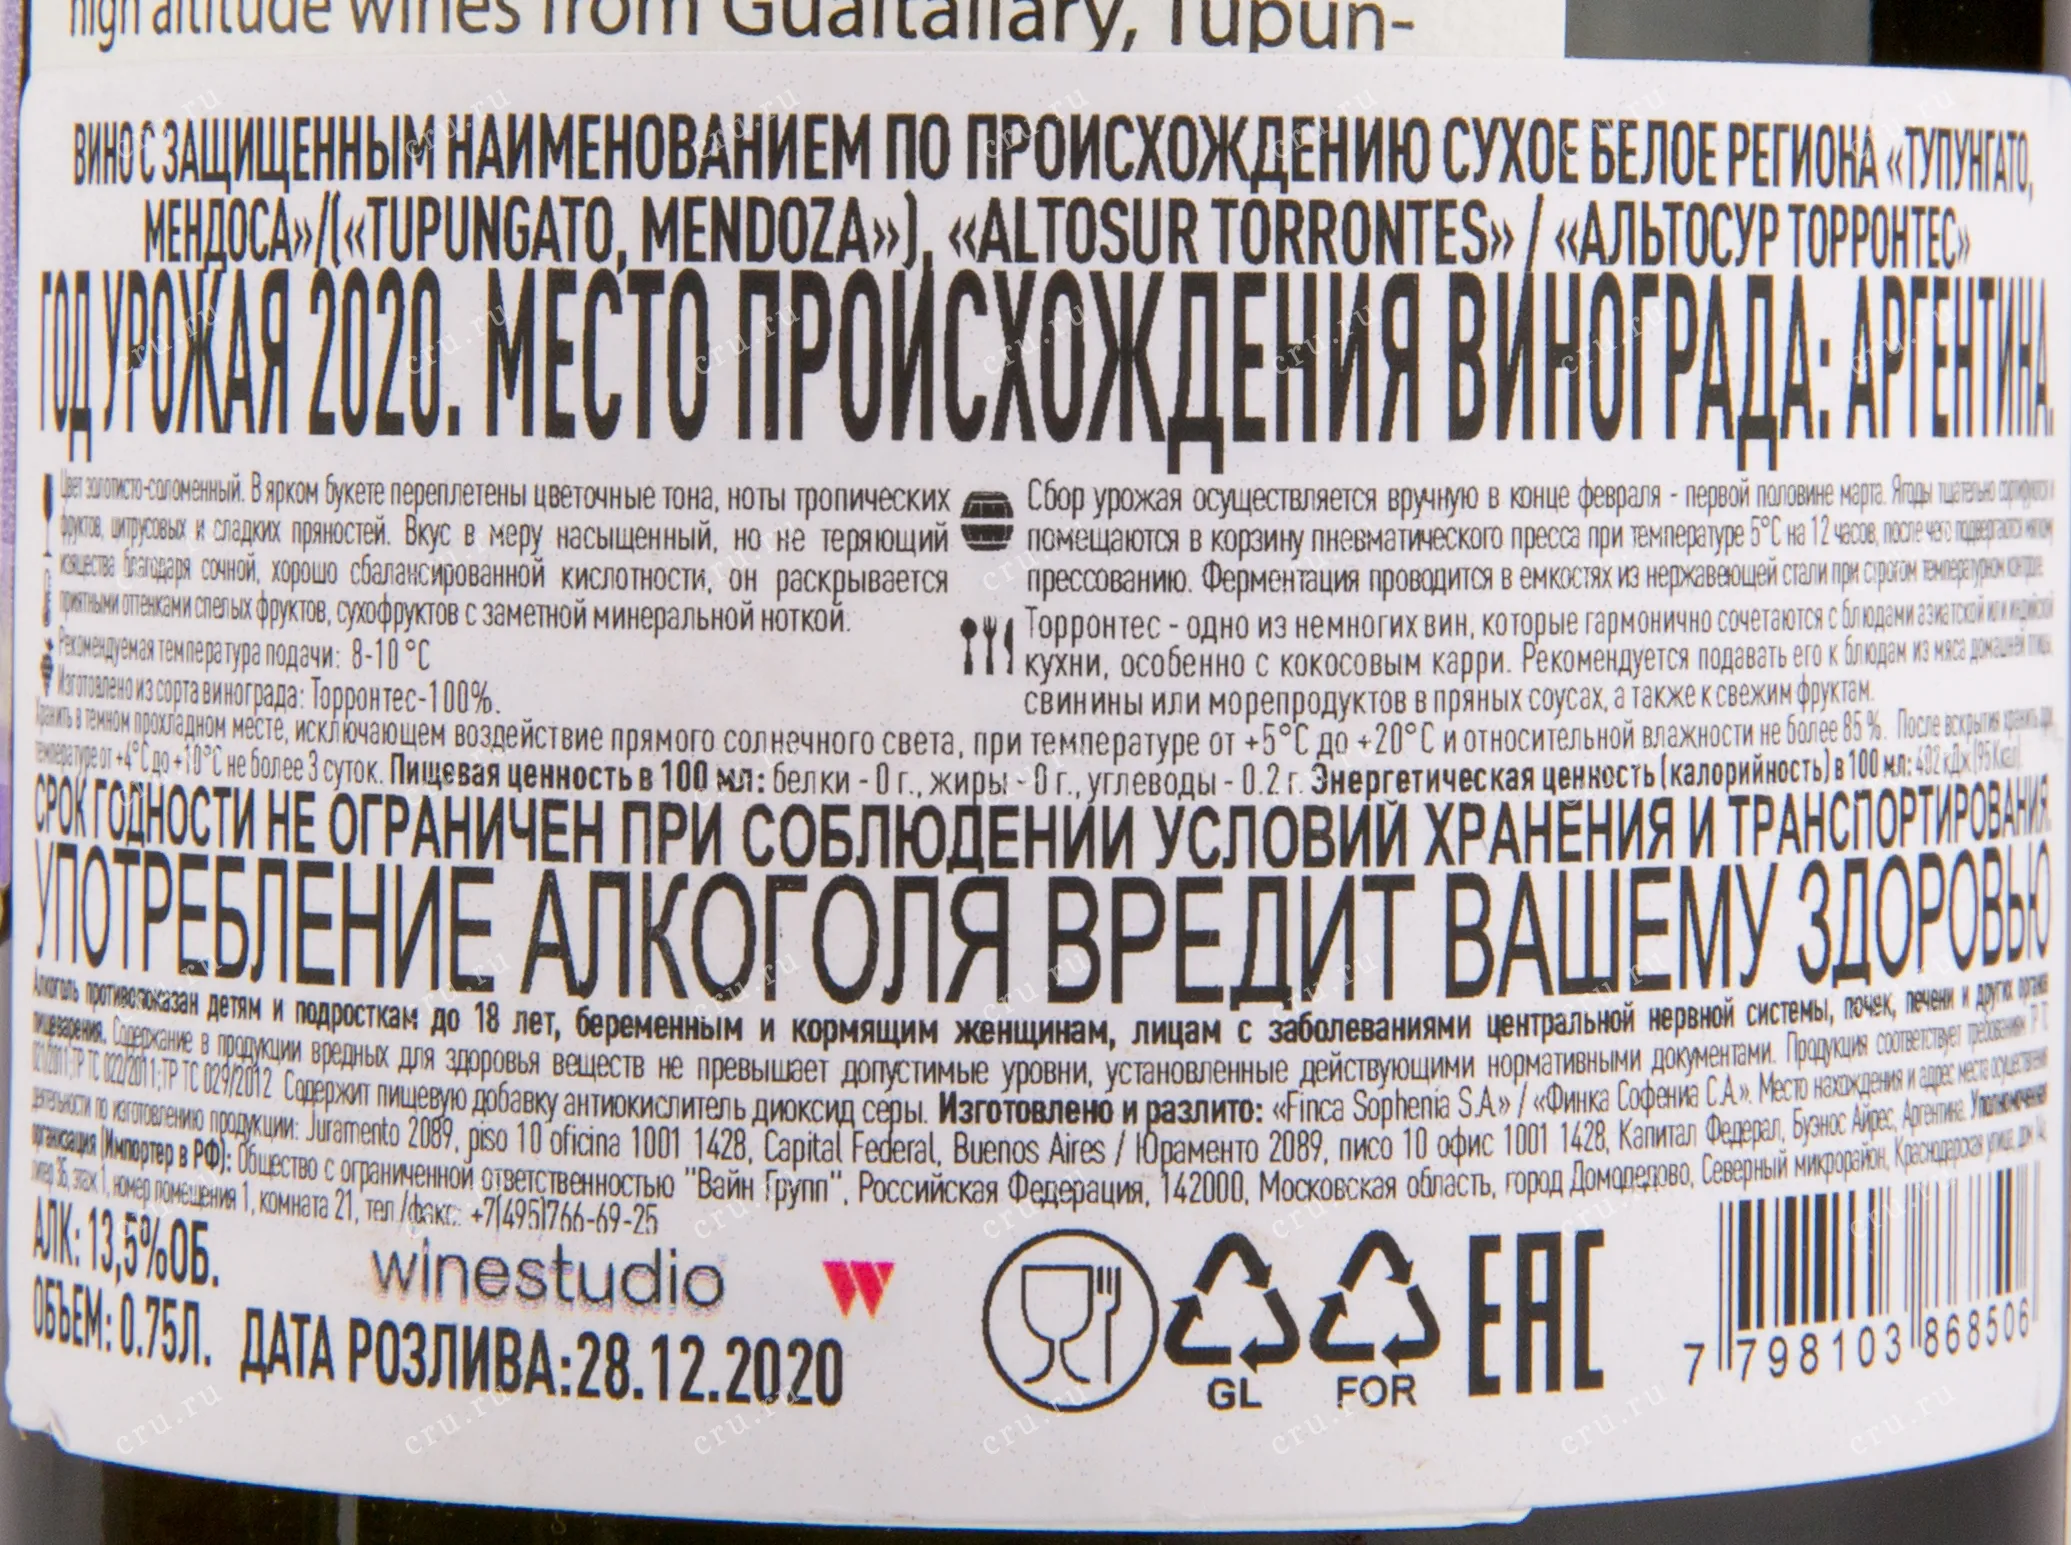 high altitude wines from Gualtallary, Tupun-
ВИНО С ЗАЩИЩЕННЫМ НАИМЕНОВАНИЕМ ПО ПРОИСХОЖДЕНИЮ СУХОЕ БЕЛОЕ РЕГИОНА «ТУПУНГАТО,
МЕНДОСА»/(«TUPUNGATO, MENDOZA»), «ALTOSUR TORRONTES» / «АЛЬТОСУР ТОРРОНТЕС»
ГОД УРОЖАЯ 2020. МЕСТО ПРОИСХОЖДЕНИЯ ВИНОГРАДА: АРГЕНТИНА.
Цвет золотисто-соломенный. В ярком букете переплетены цветочные тона, ноты тропических
фруктов, цитрусовых и сладких пряностей. Вкус в меру насыщенный, но не теряющий
изящества благодаря сочной, хорошо сбалансированной кислотности, он раскрывается
приятными оттенками спелых фруктов, сухофруктов с заметной минеральной ноткой.
Рекомендуемая температура подачи: 8-10°C
Изготовлено из сорта винограда: Торронтес-100%.
Сбор урожая осуществляется вручную в конце февраля - первой половине марта. Ягоды тщательно сортируются и
помещаются в корзину пневматического пресса при температуре 5°C на 12 часов, после чего подвергаются мягкому
прессованию. Ферментация проводится в емкостях из нержавеющей стали при строгом температурном контроле.
Торронтес - одно из немногих вин, которые гармонично сочетаются с блюдами азиатской или индийской
кухни, особенно с кокосовым карри. Рекомендуется подавать его к блюдам из мяса домашней птицы,
свинины или морепродуктов в пряных соусах, а также к свежим фруктам.
Хранить в темном прохладном месте, исключающем воздействие прямого солнечного света, при температуре от +5°C до +20°C и относительной влажности не более 85 %. После вскрытия хранить при
температуре от +4°C до +10°C не более 3 суток. Пищевая ценность в 100 мл: белки - 0 г., жиры - 0 г., углеводы - 0.2 г. Энергетическая ценность (калорийность) в 100 мл: 402 кДж (95Ккал).
СРОК ГОДНОСТИ НЕ ОГРАНИЧЕН ПРИ СОБЛЮДЕНИИ УСЛОВИЙ ХРАНЕНИЯ И ТРАНСПОРТИРОВАНИЯ.
УПОТРЕБЛЕНИЕ АЛКОГОЛЯ ВРЕДИТ ВАШЕМУ ЗДОРОВЬЮ
Алкоголь противопоказан детям и подросткам до 18 лет, беременным и кормящим женщинам, лицам с заболеваниями центральной нервной системы, почек, печени и других органов
пищеварения. Содержание в продукции вредных для здоровья веществ не превышает допустимые уровни, установленные действующими нормативными документами. Продукция соответствует требованиям ТР ТС
021/2011;ТР ТС 022/2011;ТР ТС 029/2012 Содержит пищевую добавку антиокислитель диоксид серы. Изготовлено и разлито: «Finca Sophenia S.A» / «Финка Софениа С.А». Место нахождения и адрес места осуществления
деятельности по изготовлению продукции: Juramento 2089, piso 10 oficina 1001 1428, Capital Federal, Buenos Aires / Юраменто 2089, писо 10 офис 1001 1428, Капитал Федерал, Буэнос Айрес, Аргентина. Уполномоченная
организация (Импортер в РФ): Общество с ограниченной ответственностью "Вайн Групп", Российская Федерация, 142000, Московская область, город Домодедово, Северный микрорайон, Краснодарская улица, дом
литер 3Б, этаж 1, номер помещения 1, комната 21, тел./факс: +7(495)766-69-25
АЛК: 13,5%ОБ.
ОБЪЕМ: 0.75Л.
winestudio
ДАТА РОЗЛИВА:28.12.2020
GL
FOR
EAC
7 798103 868506
cru.ru